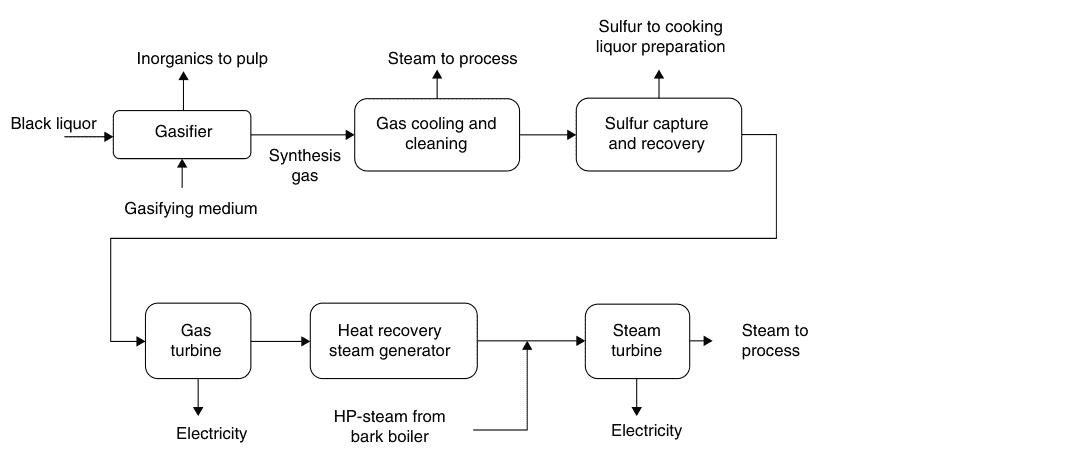 Sulfur to cooking
liquor preparation
Inorganics to pulp
Steam to process
Black liquor
Gasifier
Gas cooling and
cleaning
Sulfur capture
and recovery
Synthesis
gas
Gasifying medium
Gas
turbine
Heat recovery
steam generator
Steam
turbine
Steam to
process
HP-steam from
bark boiler
Electricity
Electricity